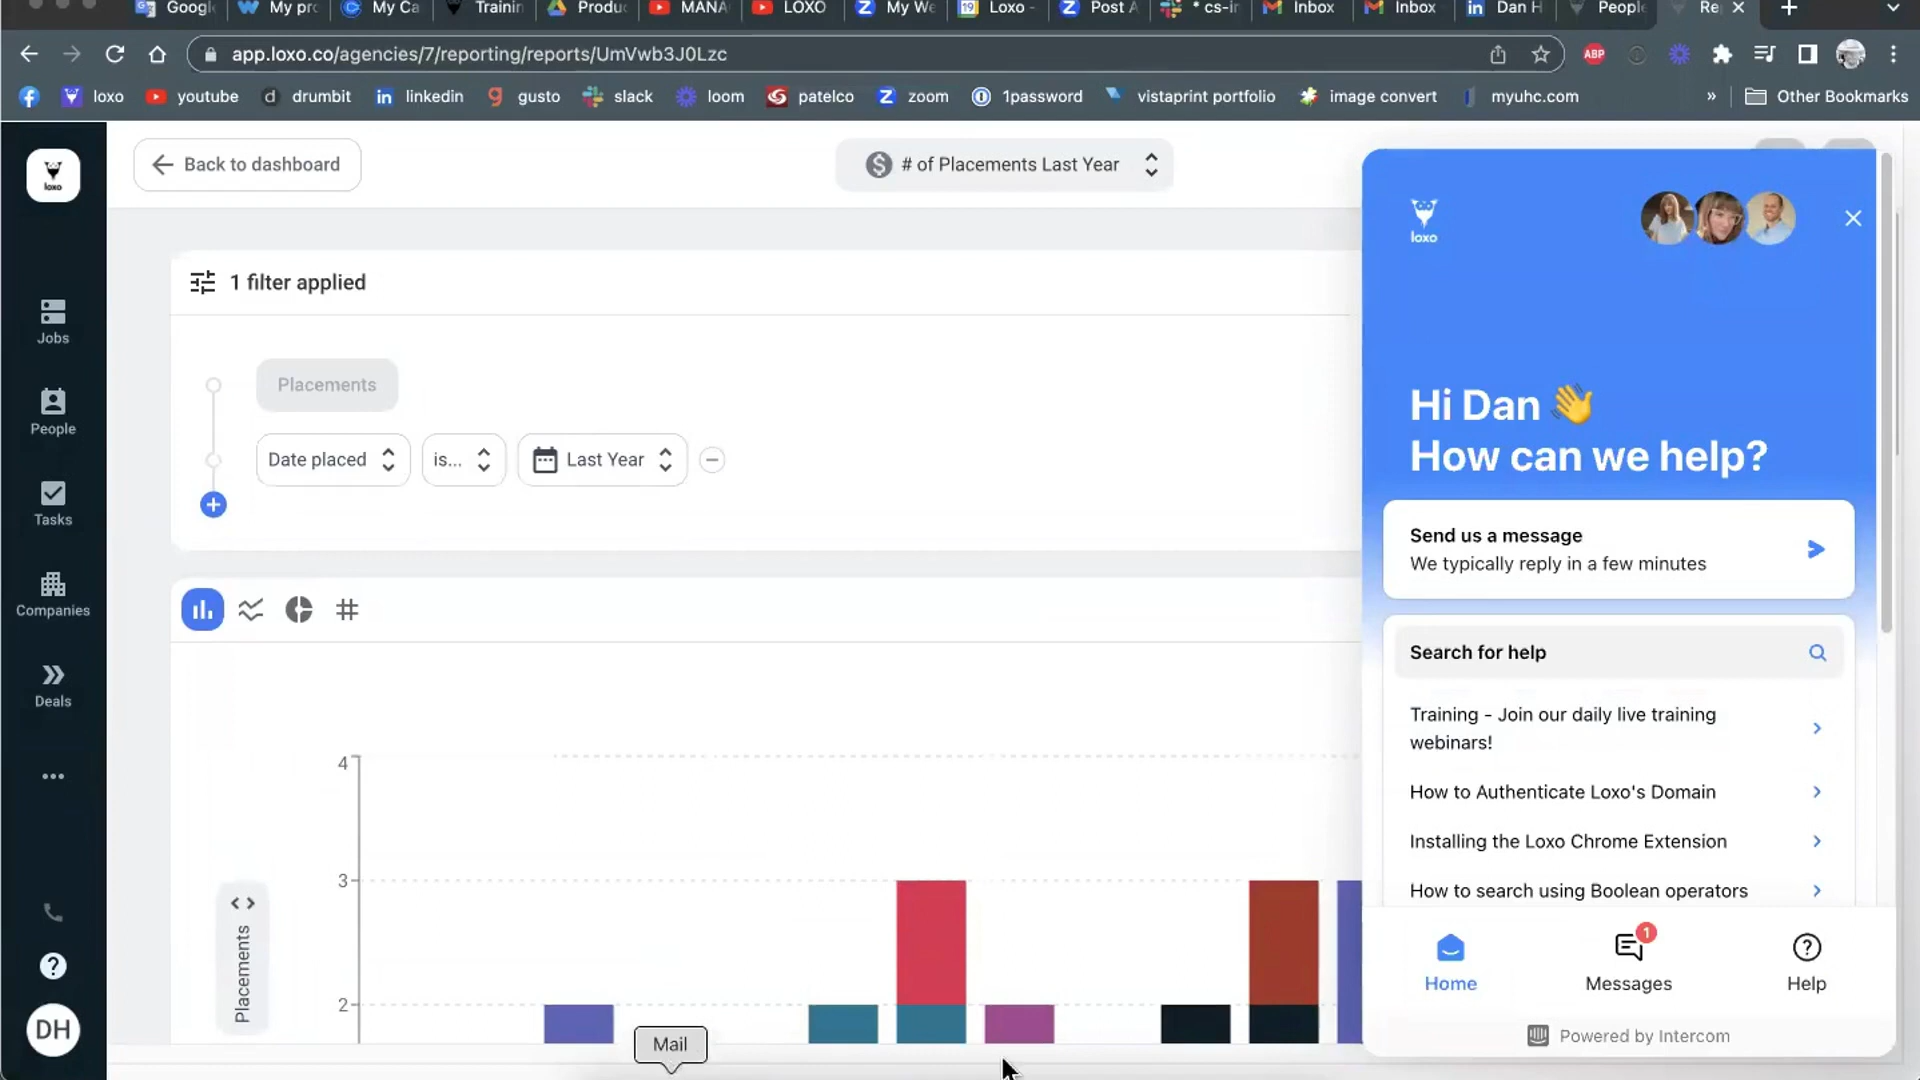 Googl
My pro
My Ca
Trainin
Produc
MANA
LOXO
My We
Loxo -
Post A
* cs-in
Inbox
Inbox
Dan H
People
Re
app.loxo.co/agencies/7/reporting/reports/UmVwb3J0Lzc
ABP
loxo
youtube
drumbit
linkedin
gusto
slack
loom
patelco
zoom
1password
vistaprint portfolio
image convert
myuhc.com
»
Other Bookmarks
loxo
Jobs
People
Tasks
Companies
Deals
DH
Back to dashboard
# of Placements Last Year
1 filter applied
Placements
Date placed
is...
Last Year
4
3
2
Placements
Mail
loxo
Hi Dan 👋
How can we help?
Send us a message
We typically reply in a few minutes
Search for help
Training - Join our daily live training
webinars!
How to Authenticate Loxo's Domain
Installing the Loxo Chrome Extension
How to search using Boolean operators
Home
1
Messages
Help
Powered by Intercom